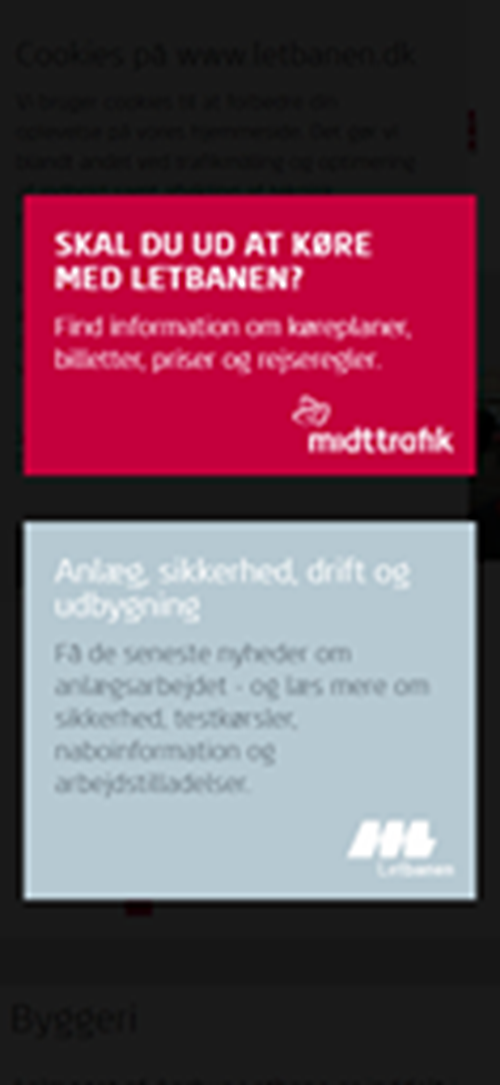 Cookies på www.letbanen.dk
Vi bruger cookies til at forbedre din
oplevelse på vores hjemmeside. Det gør vi
blandt andet ved trafikmåling og optimering
SKAL DU UD AT KØRE
MED LETBANEN?
Find information om køreplaner,
billetter, priser og rejseregler.
midttrafik
Anlæg, sikkerhed, drift og
udbygning
Få de seneste nyheder om
anlægsarbejdet - og læs mere om
sikkerhed, testkørsler,
naboinformation og
arbejdstilladelser.
Letbanen
Byggeri